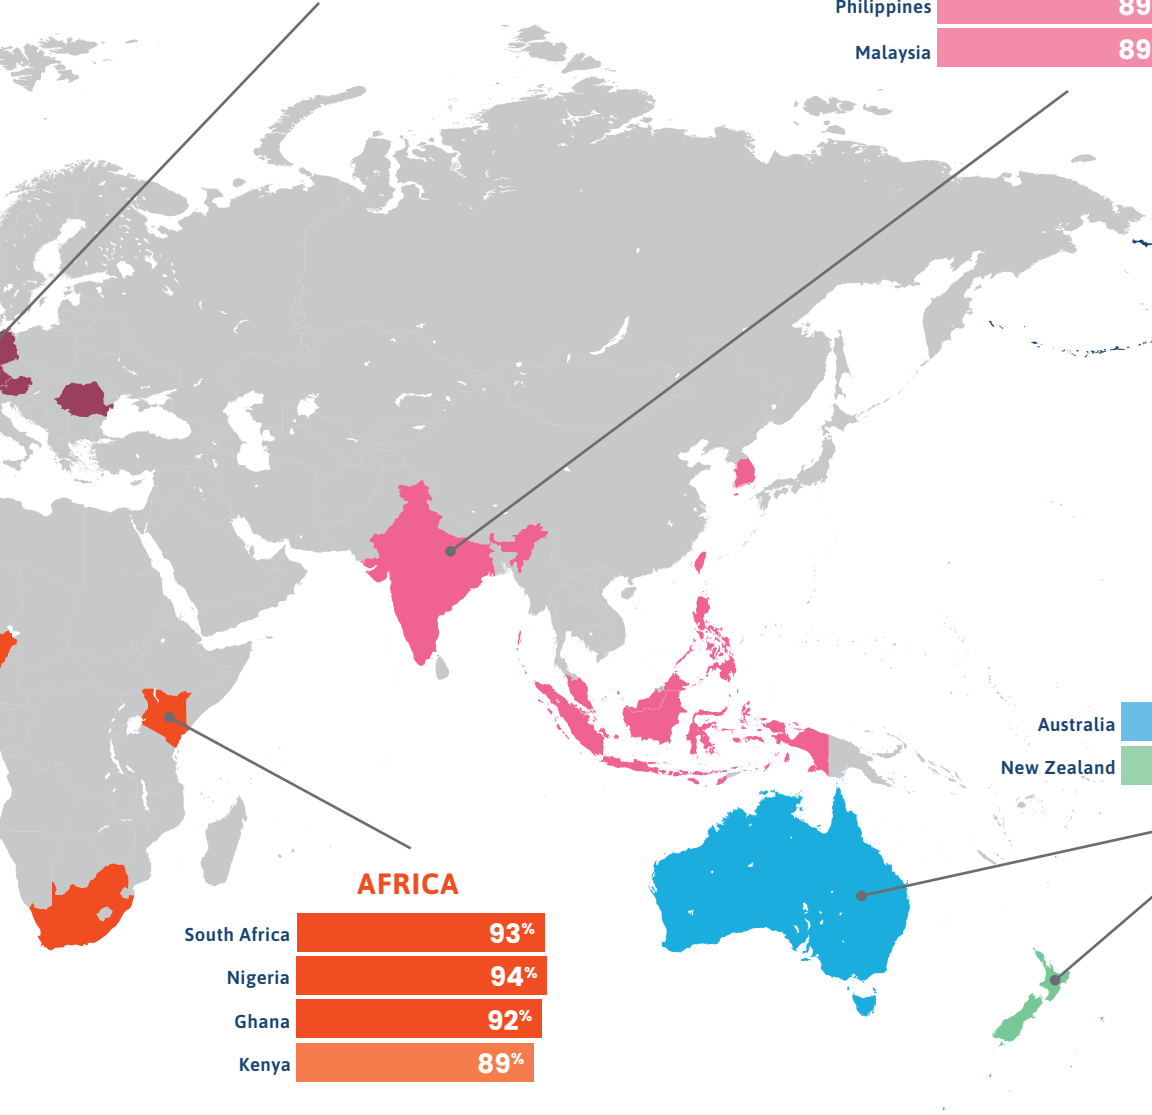 Philippines 89
Malaysia 89
Australia
New Zealand
AFRICA
South Africa 93%
Nigeria 94%
Ghana 92%
Kenya 89%